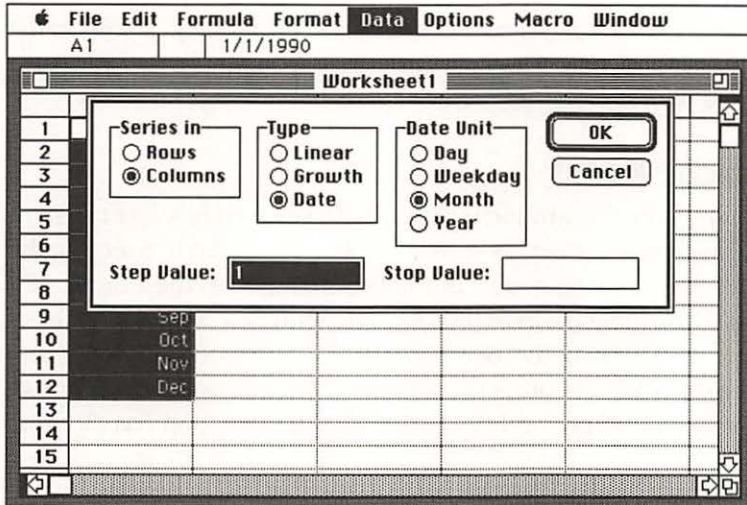 File Edit Formula Format Data Options Macro Window
A1 1/1/1990
Worksheet1
Series in
Rows
Columns
Type
Linear
Growth
Date
Date Unit
Day
Weekday
Month
Year
OK
Cancel
Step Value: 1
Stop Value:
1
2
3
4
5
6
7
8
9 Sep
10 Oct
11 Nov
12 Dec
13
14
15